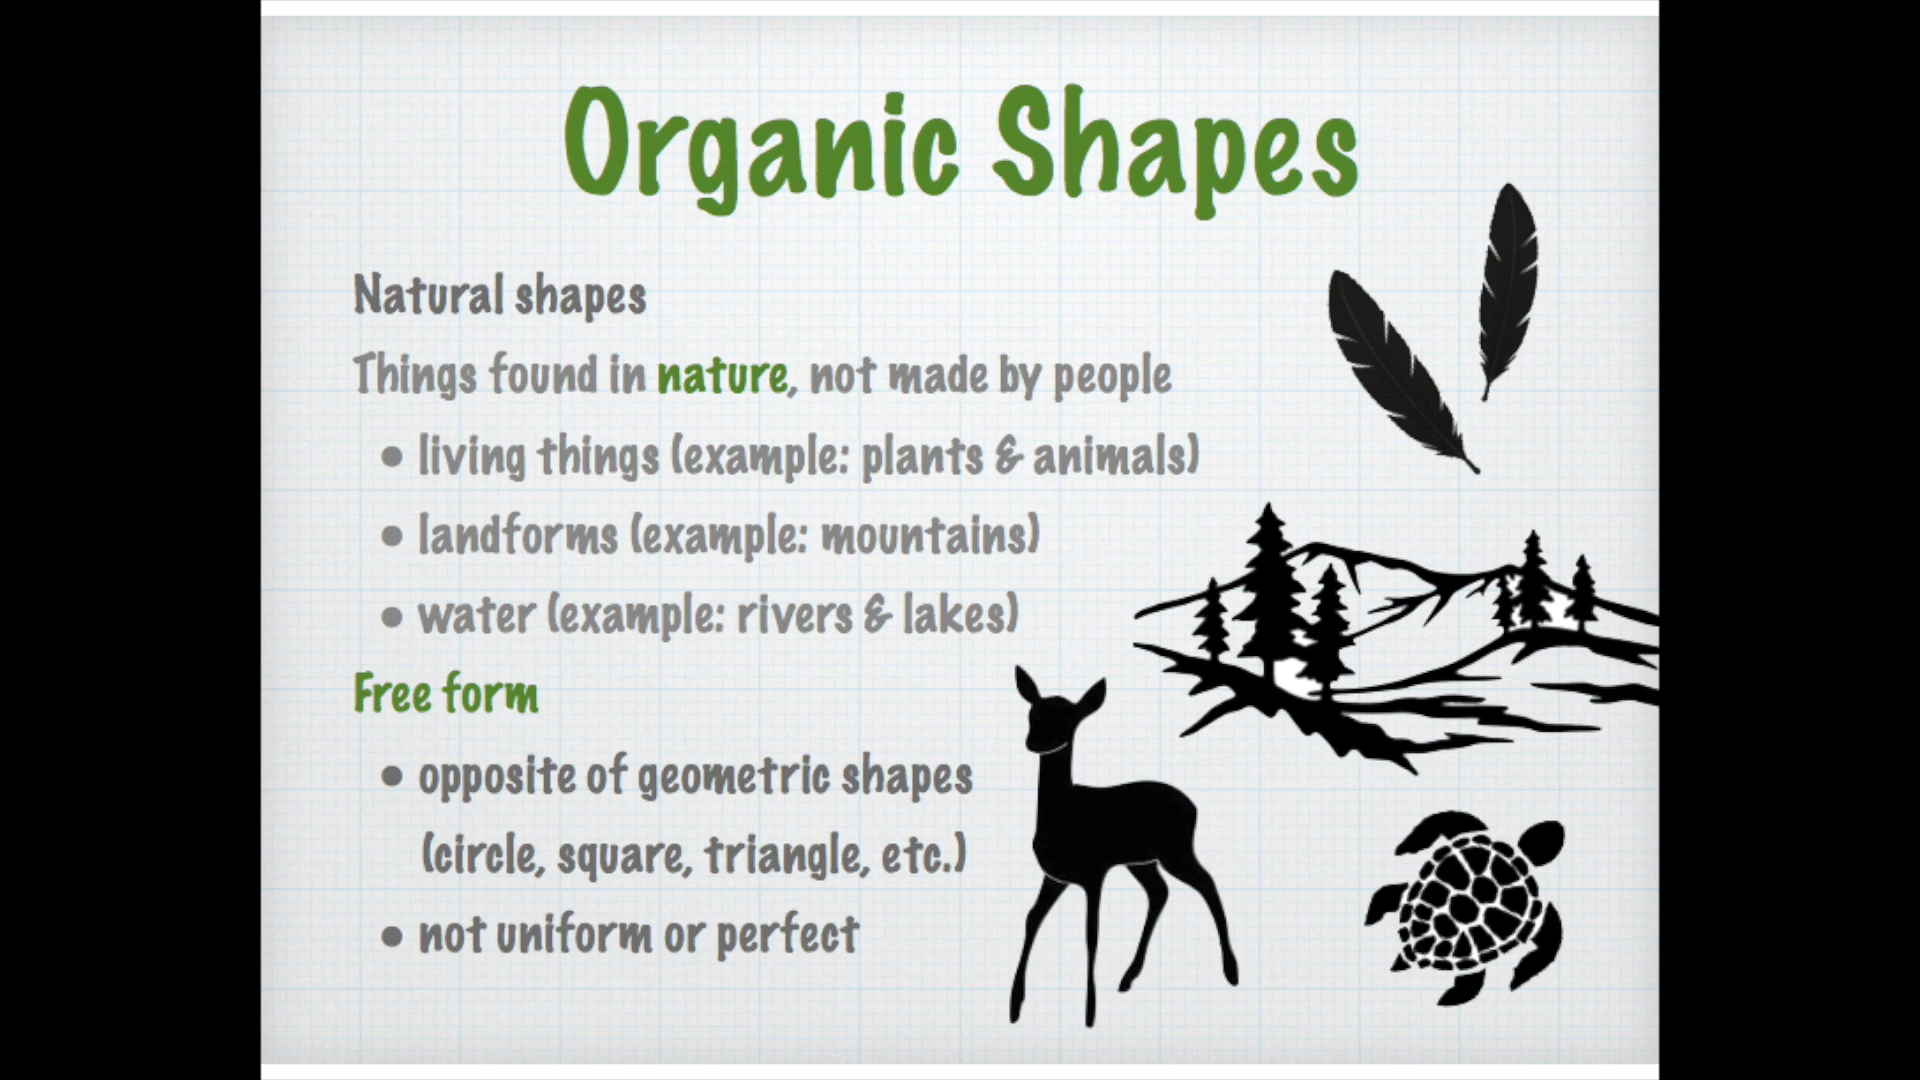 Organic Shapes
Natural shapes
Things found in nature, not made by people
• living things (example: plants & animals)
• landforms (example: mountains)
• water (example: rivers & lakes)
Free form
• opposite of geometric shapes
(circle, square, triangle, etc.)
• not uniform or perfect